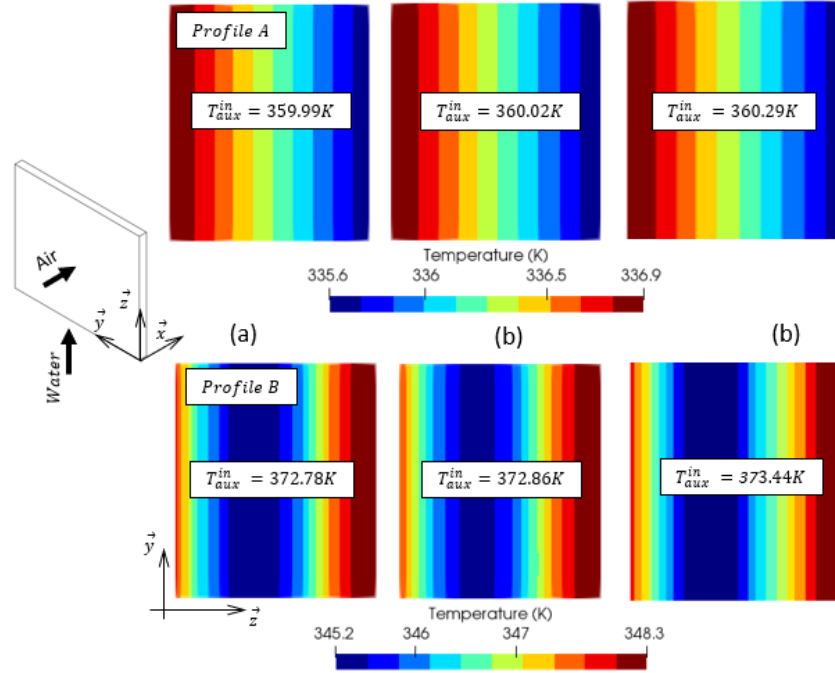 Profile A
T_aux^in = 359.99K
T_aux^in = 360.02K
T_aux^in = 360.29K
Temperature (K)
335.6 336 336.5 336.9
Air
z
y
x
Water
(a) (b) (b)
Profile B
T_aux^in = 372.78K
T_aux^in = 372.86K
T_aux^in = 373.44K
y
z
Temperature (K)
345.2 346 347 348.3